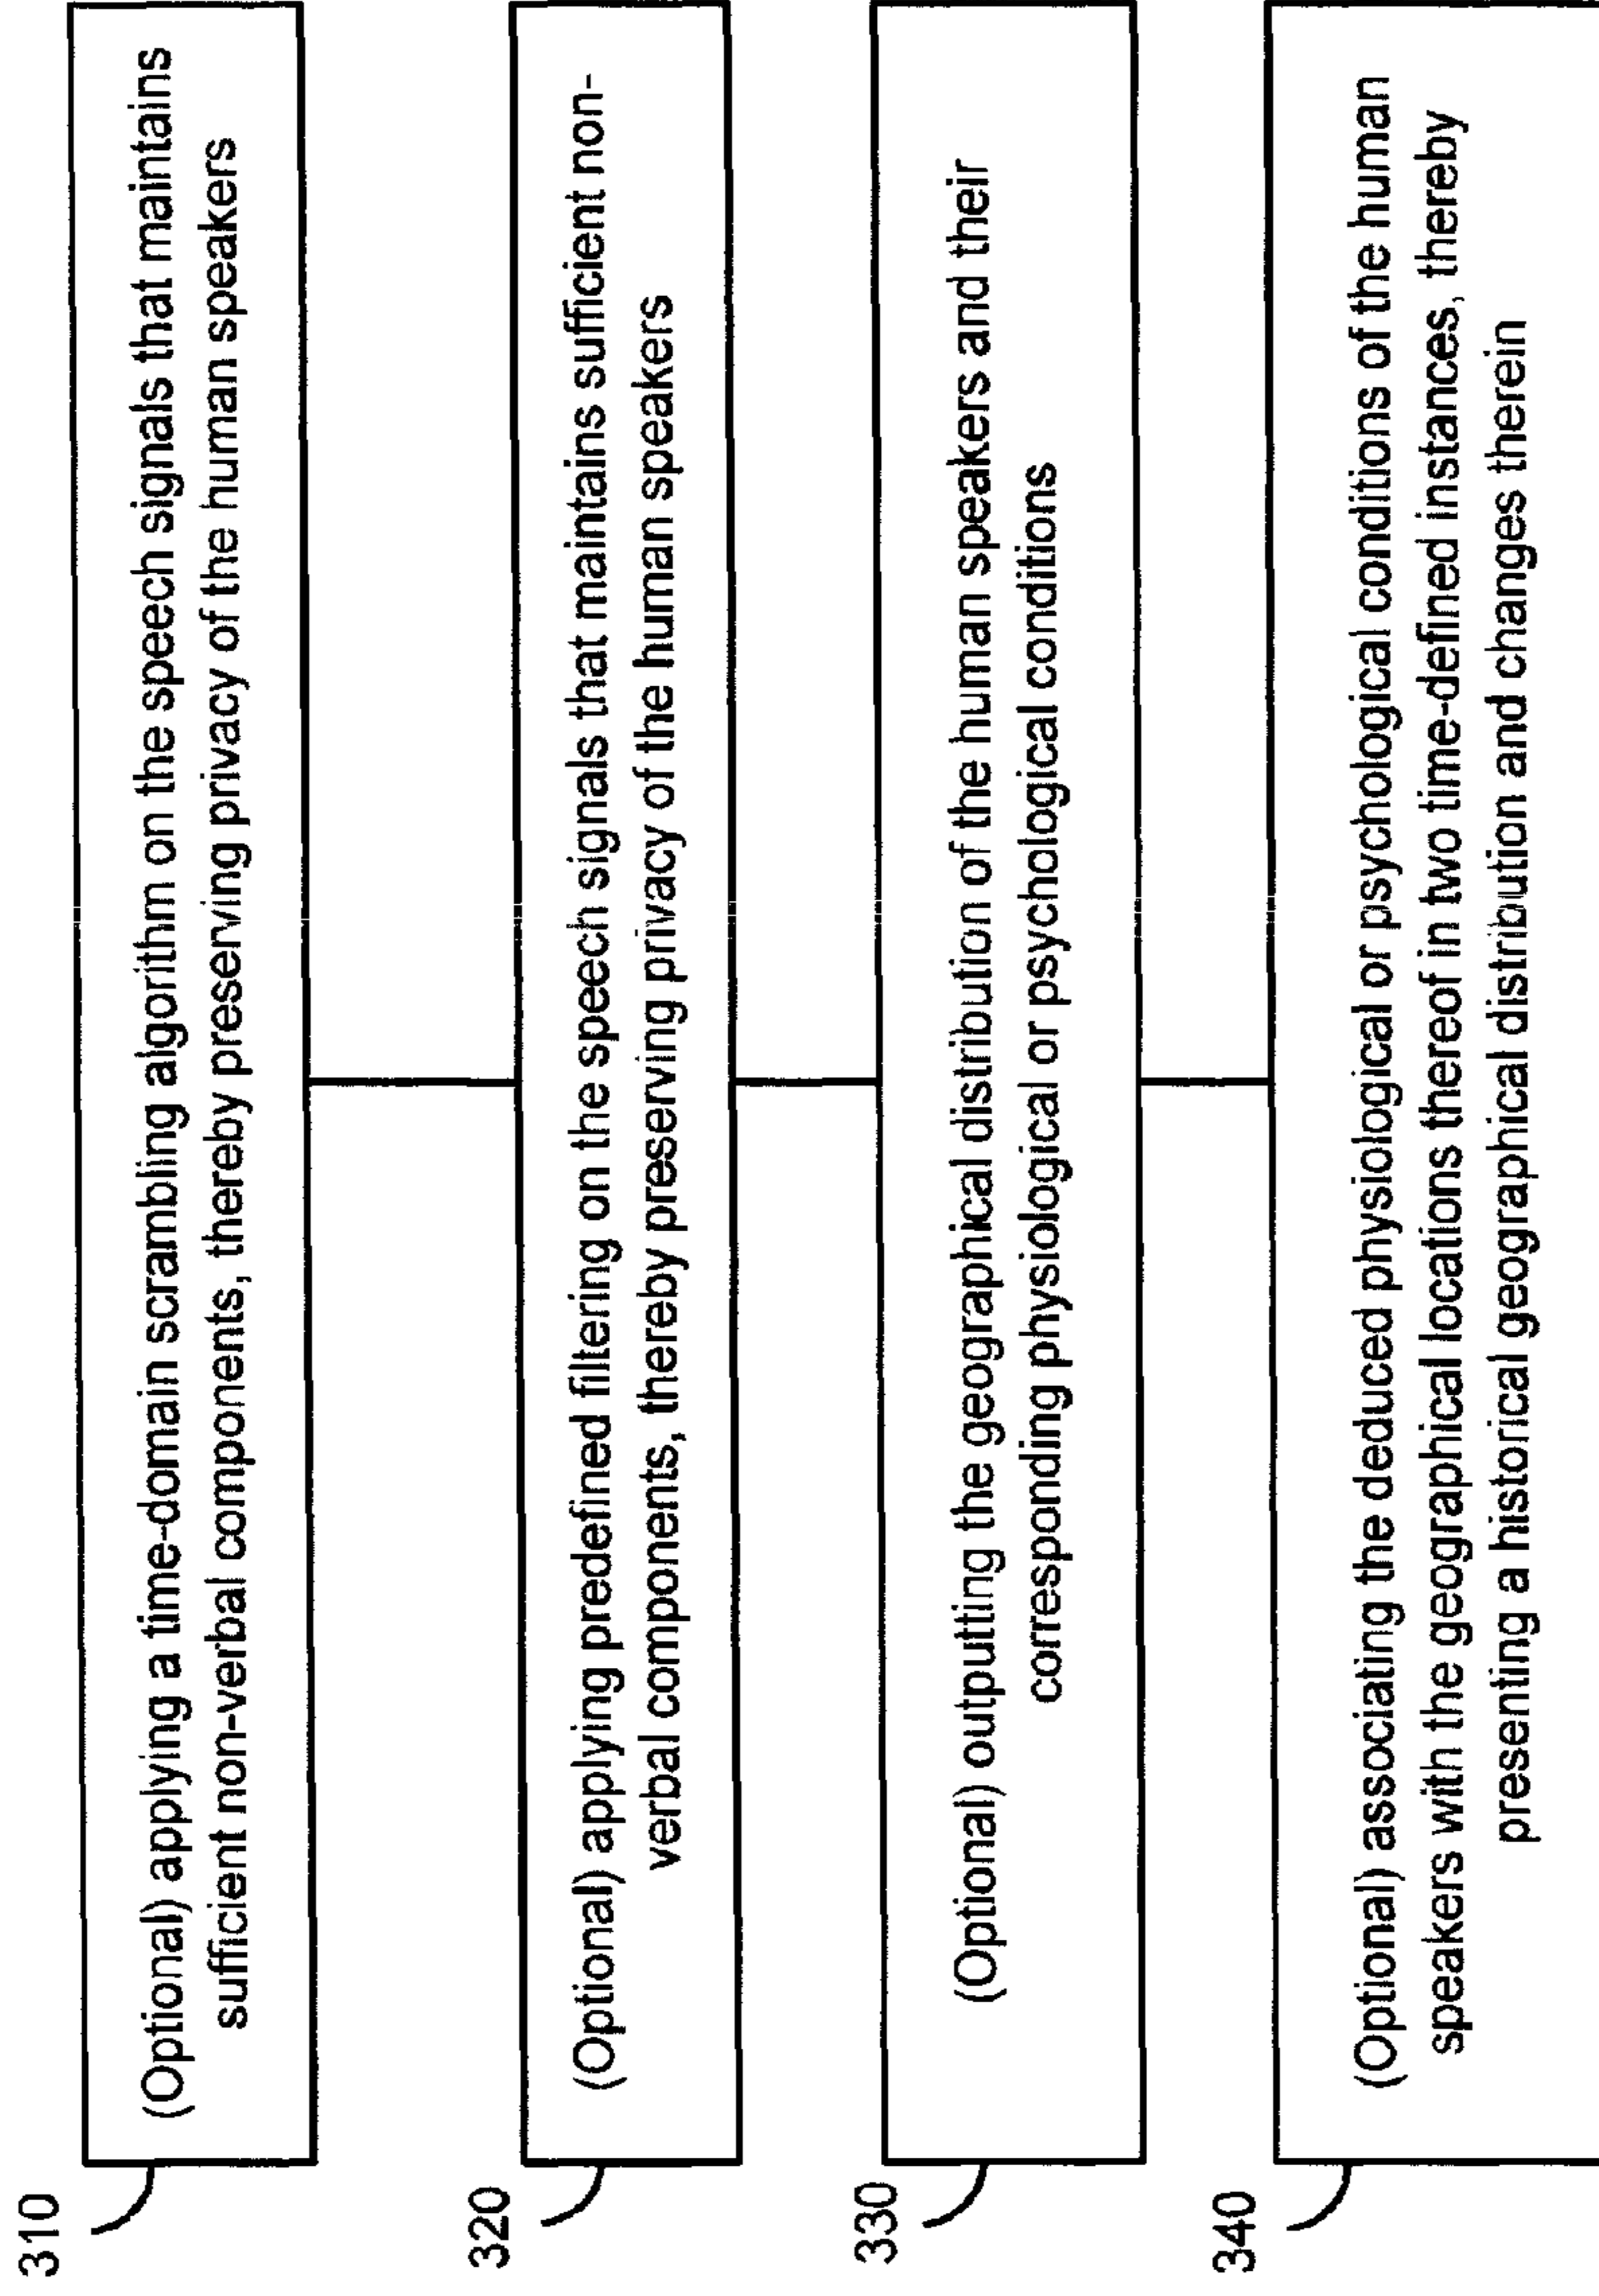 310
(Optional) applying a time-domain scrambling algorithm on the speech signals that maintains
sufficient non-verbal components, thereby preserving privacy of the human speakers
320
(Optional) applying predefined filtering on the speech signals that maintains sufficient non-
verbal components, thereby preserving privacy of the human speakers
330
(Optional) outputting the geographical distribution of the human speakers and their
corresponding physiological or psychological conditions
340
(Optional) associating the deduced physiological or psychological conditions of the human
speakers with the geographical locations thereof in two time-defined instances, thereby
presenting a historical geographical distribution and changes therein